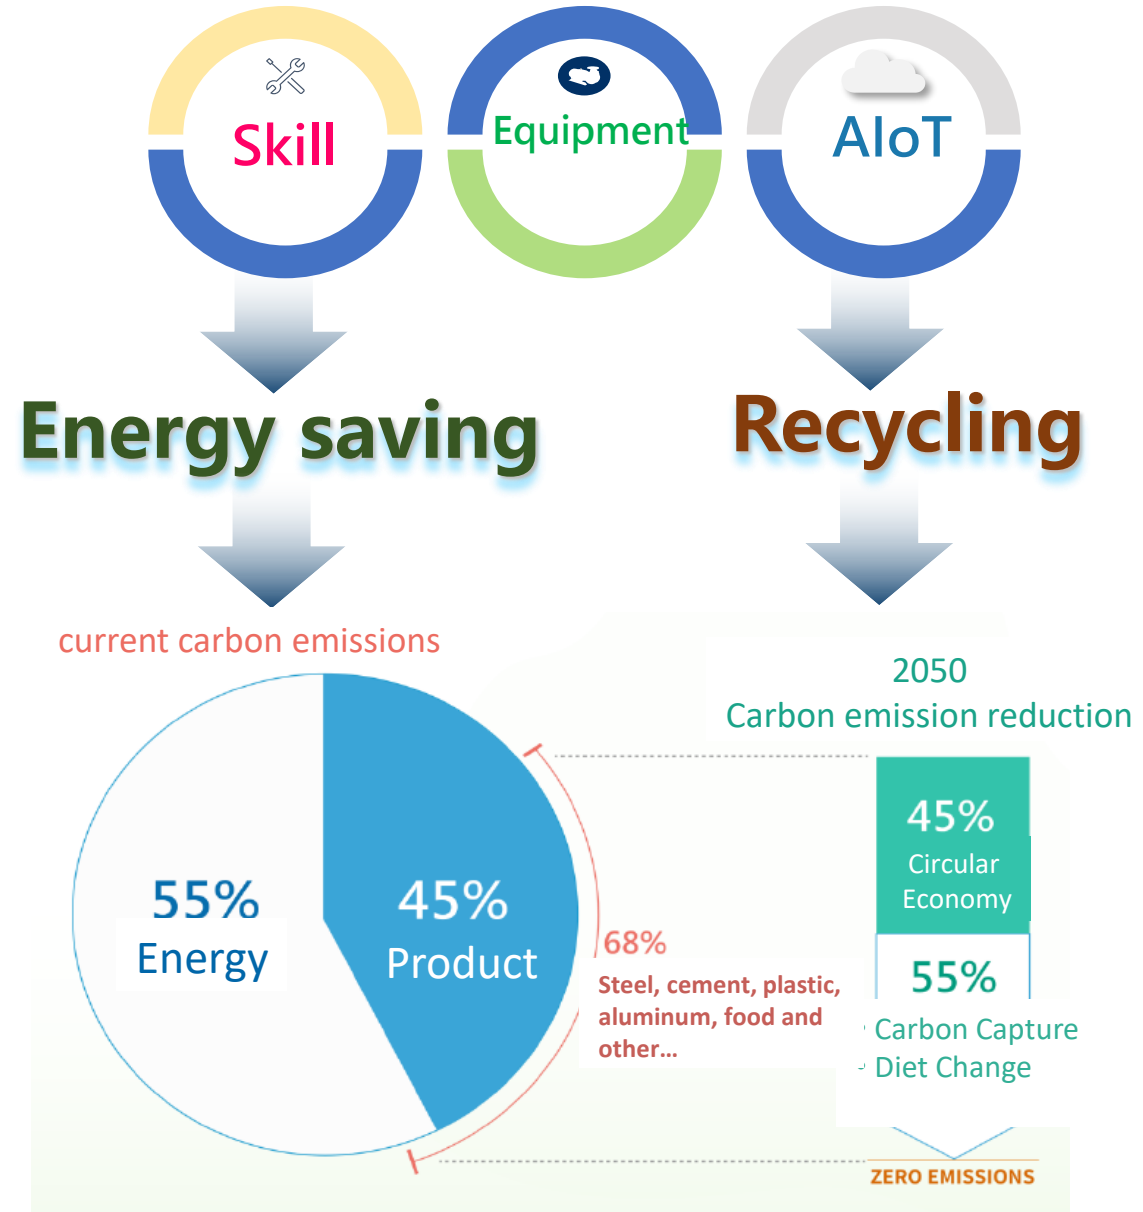 Skill
Equipment
AIoT
Energy saving
Recycling
current carbon emissions
2050
Carbon emission reduction
55%
Energy
45%
Product
68%
Steel, cement, plastic,
aluminum, food and
other...
45%
Circular
Economy
55%
Carbon Capture
Diet Change
ZERO EMISSIONS